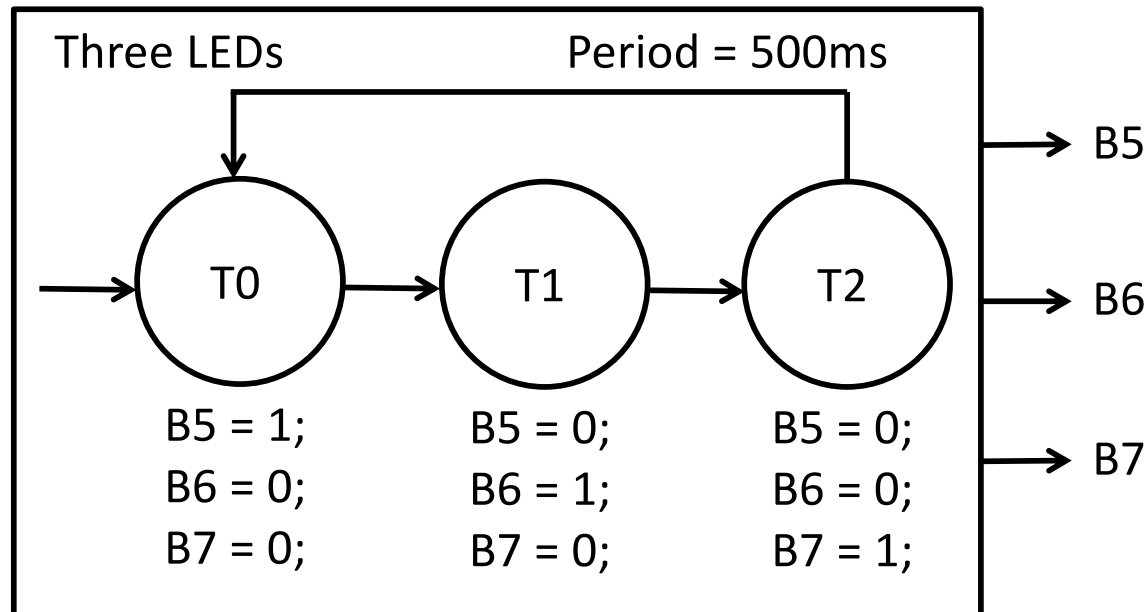 Three LEDs
Period = 500ms
T0
T1
T2
B5 = 1;
B6 = 0;
B7 = 0;
B5 = 0;
B6 = 1;
B7 = 0;
B5 = 0;
B6 = 0;
B7 = 1;
B5
B6
B7